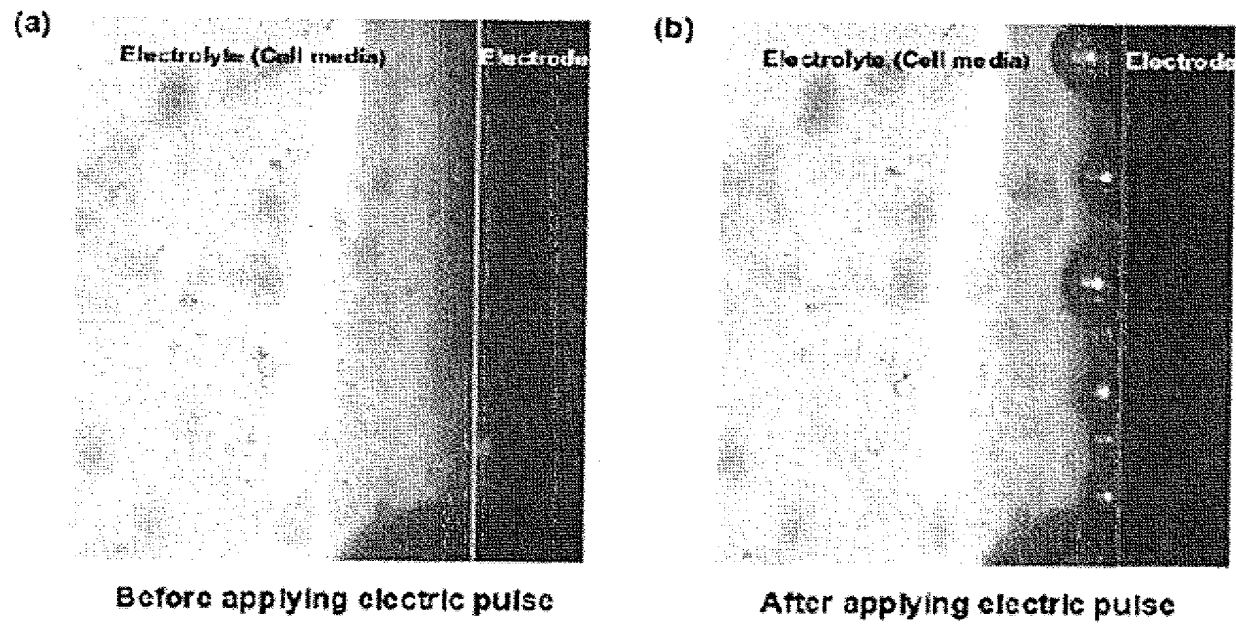 (a)
Electrolyte (Cell media)
Electrode
Before applying electric pulse
(b)
Electrolyte (Cell media)
Electrode
After applying electric pulse